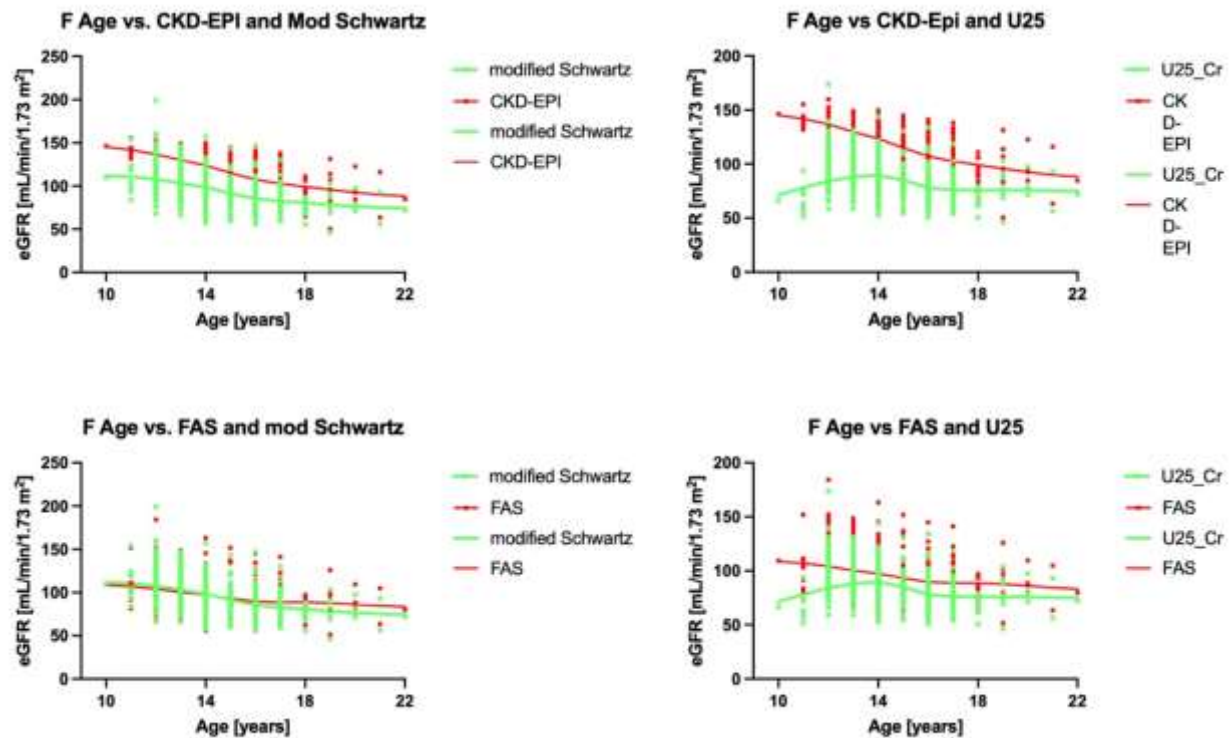 F Age vs. CKD-EPI and Mod Schwartz
250
200
150
100
50
0
eGFR [mL/min/1.73 m²]
10 14 18 22
Age [years]
modified Schwartz
CKD-EPI
modified Schwartz
CKD-EPI
F Age vs CKD-Epi and U25
200
150
100
50
0
eGFR [mL/min/1.73 m²]
10 14 18 22
Age [years]
U25_Cr
CK
D-
EPI
U25_Cr
CK
D-
EPI
F Age vs. FAS and mod Schwartz
250
200
150
100
50
0
eGFR [mL/min/1.73 m²]
10 14 18 22
Age [years]
modified Schwartz
FAS
modified Schwartz
FAS
F Age vs FAS and U25
200
150
100
50
0
eGFR [mL/min/1.73 m²]
10 14 18 22
Age [years]
U25_Cr
FAS
U25_Cr
FAS